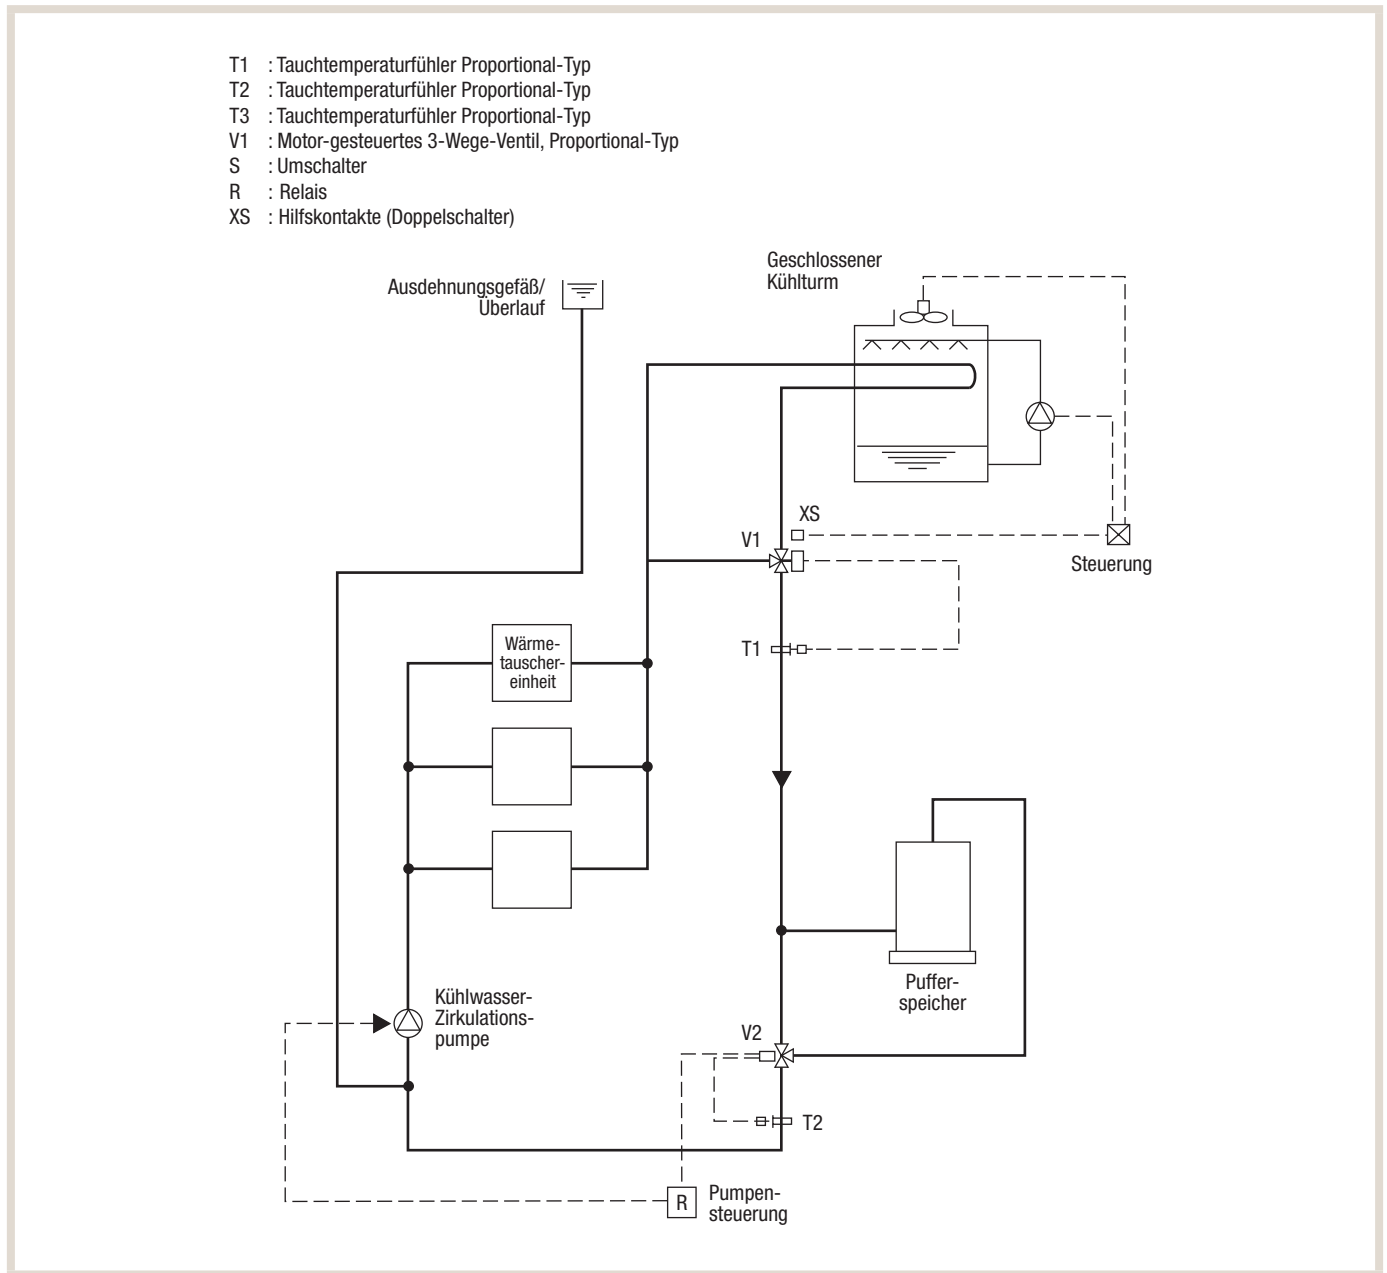 T1 : Tauchtemperaturfühler Proportional-Typ
T2 : Tauchtemperaturfühler Proportional-Typ
T3 : Tauchtemperaturfühler Proportional-Typ
V1 : Motor-gesteuertes 3-Wege-Ventil, Proportional-Typ
S : Umschalter
R : Relais
XS : Hilfskontakte (Doppelschalter)
Geschlossener
Kühlturm
Ausdehnungsgefäß/
Überlauf
XS
V1
Steuerung
T1
Wärme-
tauscher-
einheit
Puffer-
speicher
Kühlwasser-
Zirkulations-
pumpe
V2
T2
R
Pumpen-
steuerung